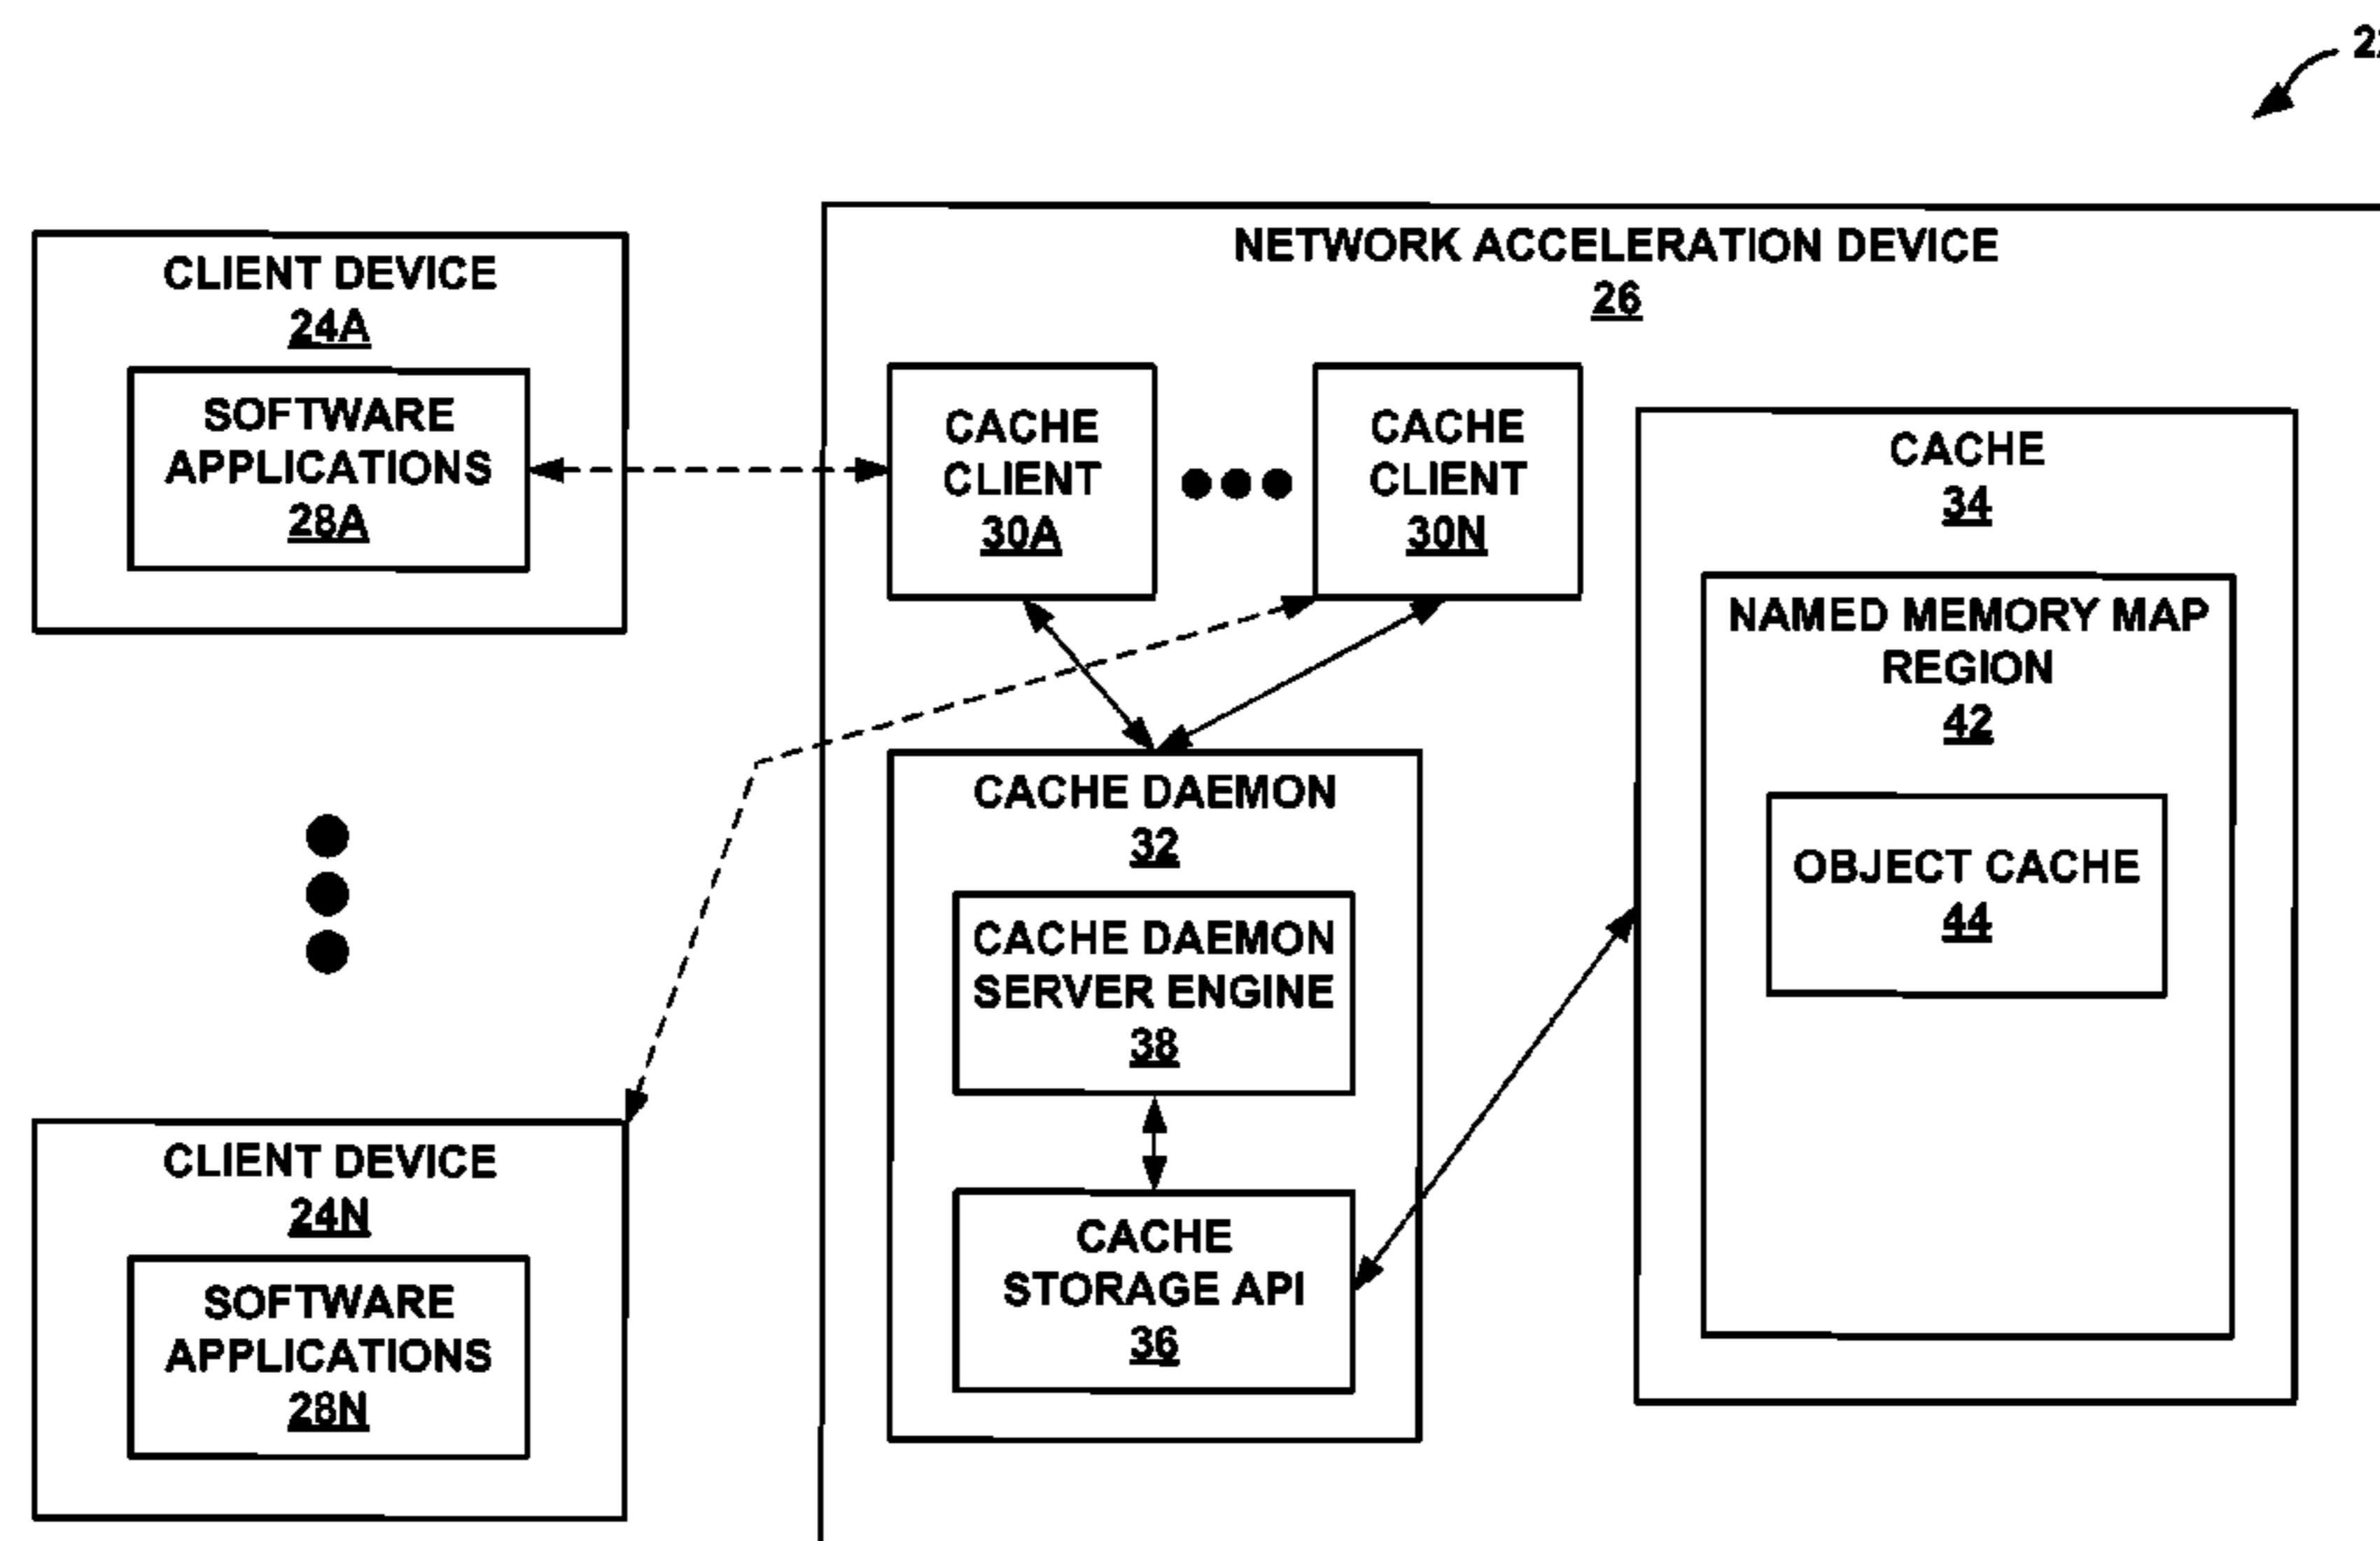 CLIENT DEVICE
24A
SOFTWARE
APPLICATIONS
28A
CLIENT DEVICE
24N
SOFTWARE
APPLICATIONS
28N
NETWORK ACCELERATION DEVICE
26
CACHE
CLIENT
30A
CACHE
CLIENT
30N
CACHE DAEMON
32
CACHE DAEMON
SERVER ENGINE
38
CACHE
STORAGE API
36
CACHE
34
NAMED MEMORY MAP
REGION
42
OBJECT CACHE
44